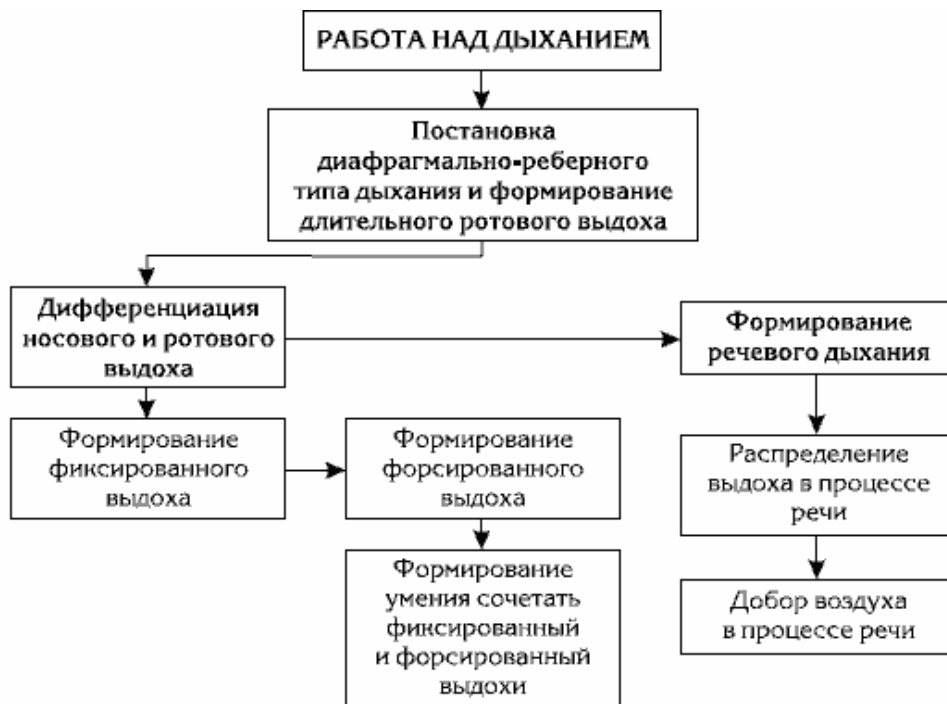 РАБОТА НАД ДЫХАНИЕМ
Постановка
диафрагмально-реберного
типа дыхания и формирование
длительного ротового выдоха
Дифференциация
носового и ротового
выдоха
Формирование
речевого дыхания
Формирование
фиксированного
выдоха
Формирование
форсированного
выдоха
Распределение
выдоха в процессе
речи
Формирование
умения сочетать
фиксированный
и форсированный
выдохи
Добор воздуха
в процессе речи